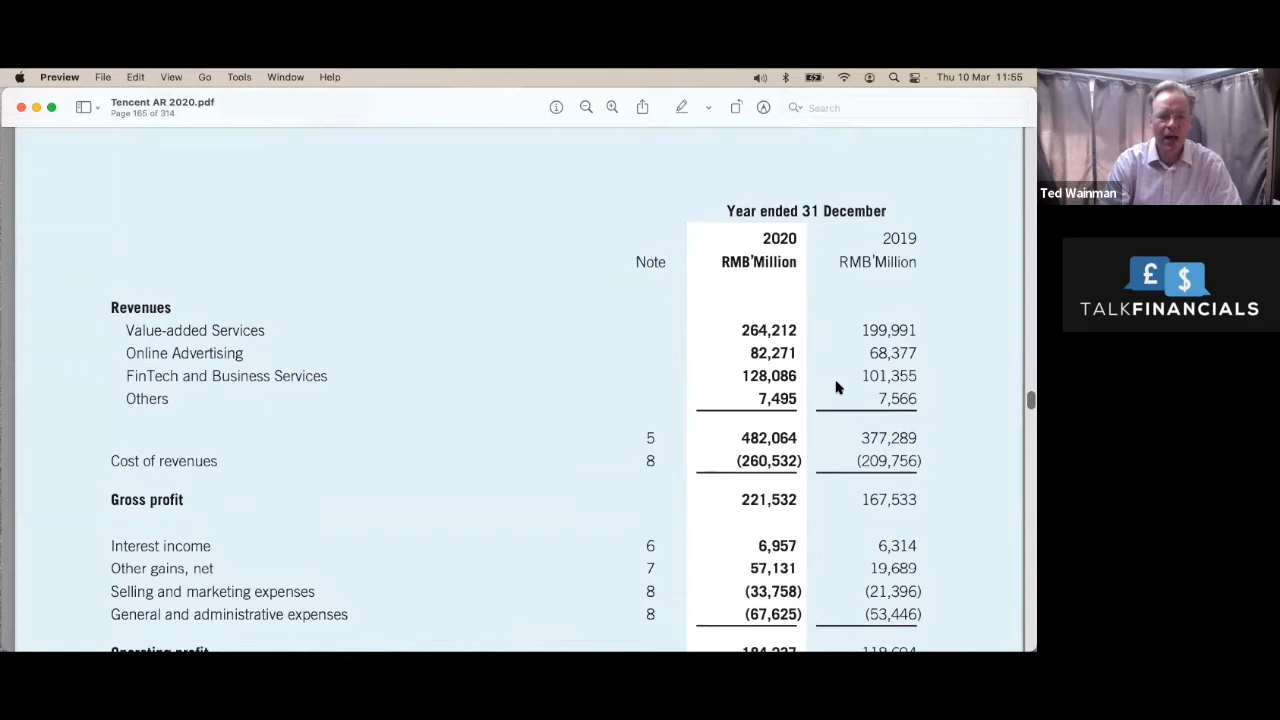 Preview File Edit View Go Tools Window Help Thu 10 Mar 11:55
Tencent AR 2020.pdf
Page 165 of 314
Search
Ted Wainman
£ $
TALKFINANCIALS
Year ended 31 December
2020 2019
Note RMB'Million RMB'Million
Revenues
Value-added Services 264,212 199,991
Online Advertising 82,271 68,377
FinTech and Business Services 128,086 101,355
Others 7,495 7,566
5 482,064 377,289
Cost of revenues 8 (260,532) (209,756)
Gross profit 221,532 167,533
Interest income 6 6,957 6,314
Other gains, net 7 57,131 19,689
Selling and marketing expenses 8 (33,758) (21,396)
General and administrative expenses 8 (67,625) (53,446)
Operating profit